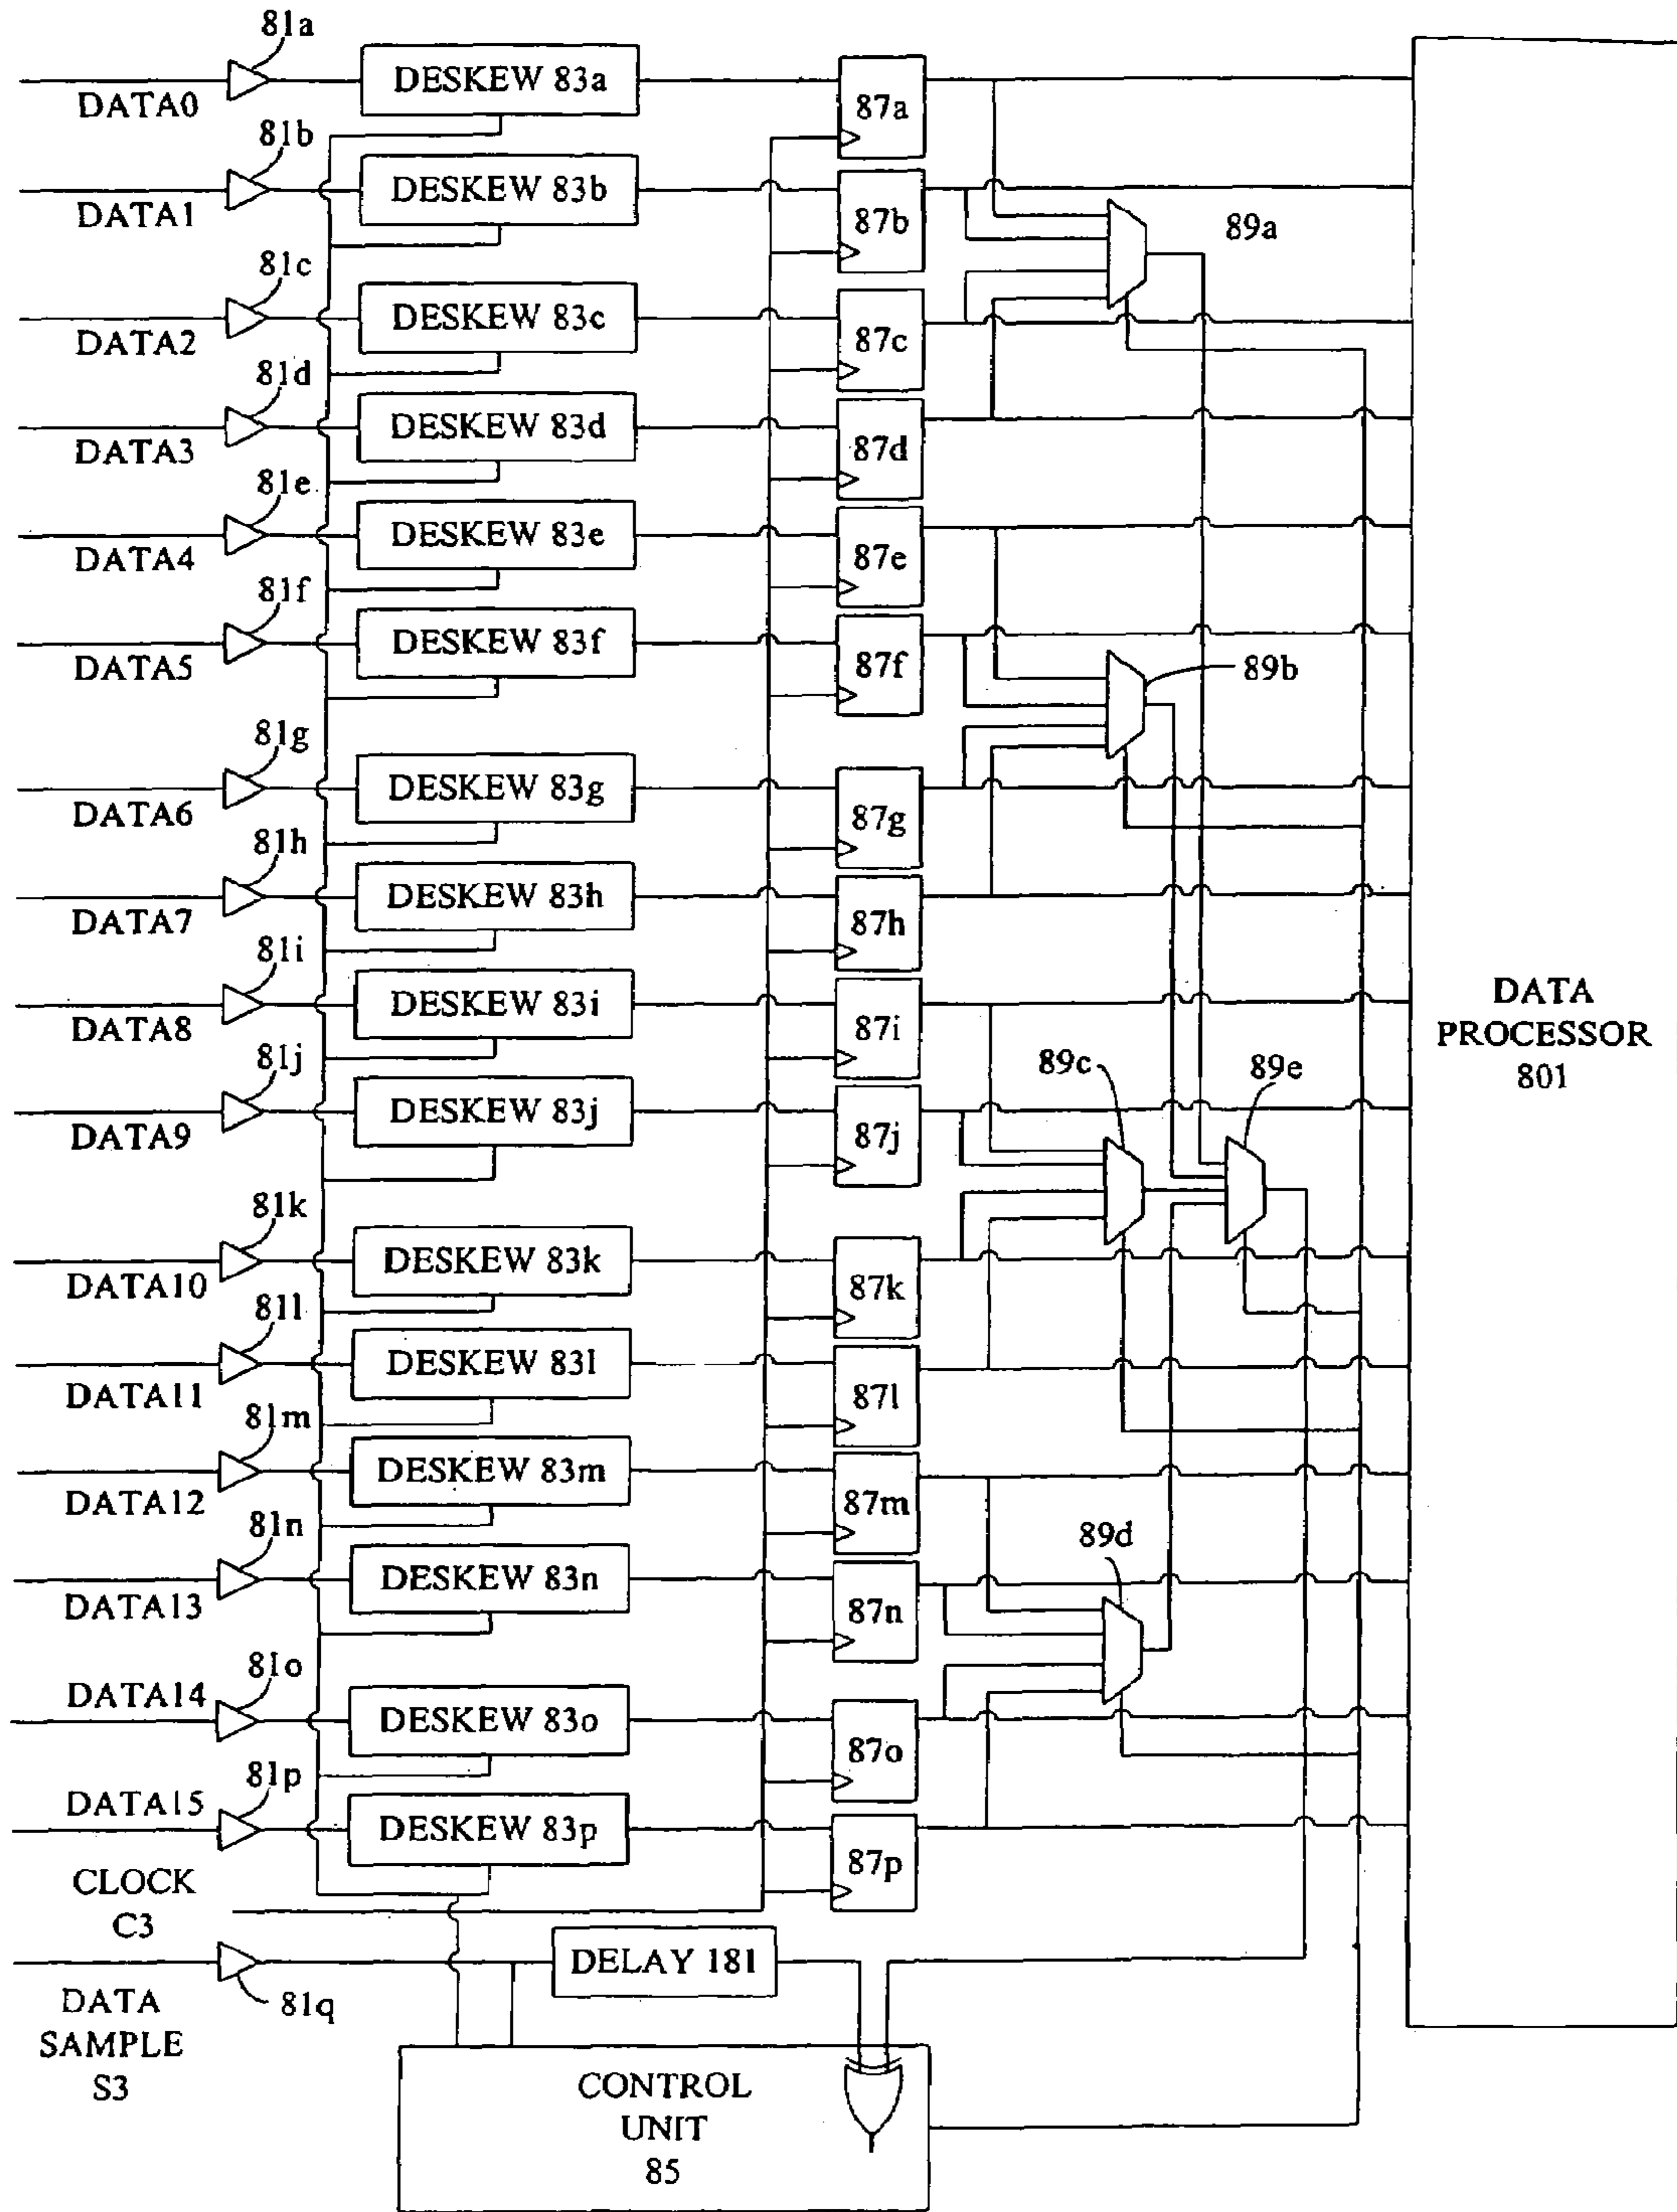 81a
DATA0
DESKEW 83a
87a
81b
DATA1
DESKEW 83b
87b
89a
81c
DATA2
DESKEW 83c
87c
81d
DATA3
DESKEW 83d
87d
81e
DATA4
DESKEW 83e
87e
81f
DATA5
DESKEW 83f
87f
89b
81g
DATA6
DESKEW 83g
87g
81h
DATA7
DESKEW 83h
87h
81i
DATA8
DESKEW 83i
87i
DATA
PROCESSOR
801
81j
DATA9
DESKEW 83j
87j
89c
89e
81k
DATA10
DESKEW 83k
87k
81l
DATA11
DESKEW 83l
87l
81m
DATA12
DESKEW 83m
87m
81n
DATA13
DESKEW 83n
87n
89d
81o
DATA14
DESKEW 83o
87o
81p
DATA15
DESKEW 83p
87p
CLOCK
C3
DELAY 181
81q
DATA
SAMPLE
S3
CONTROL
UNIT
85